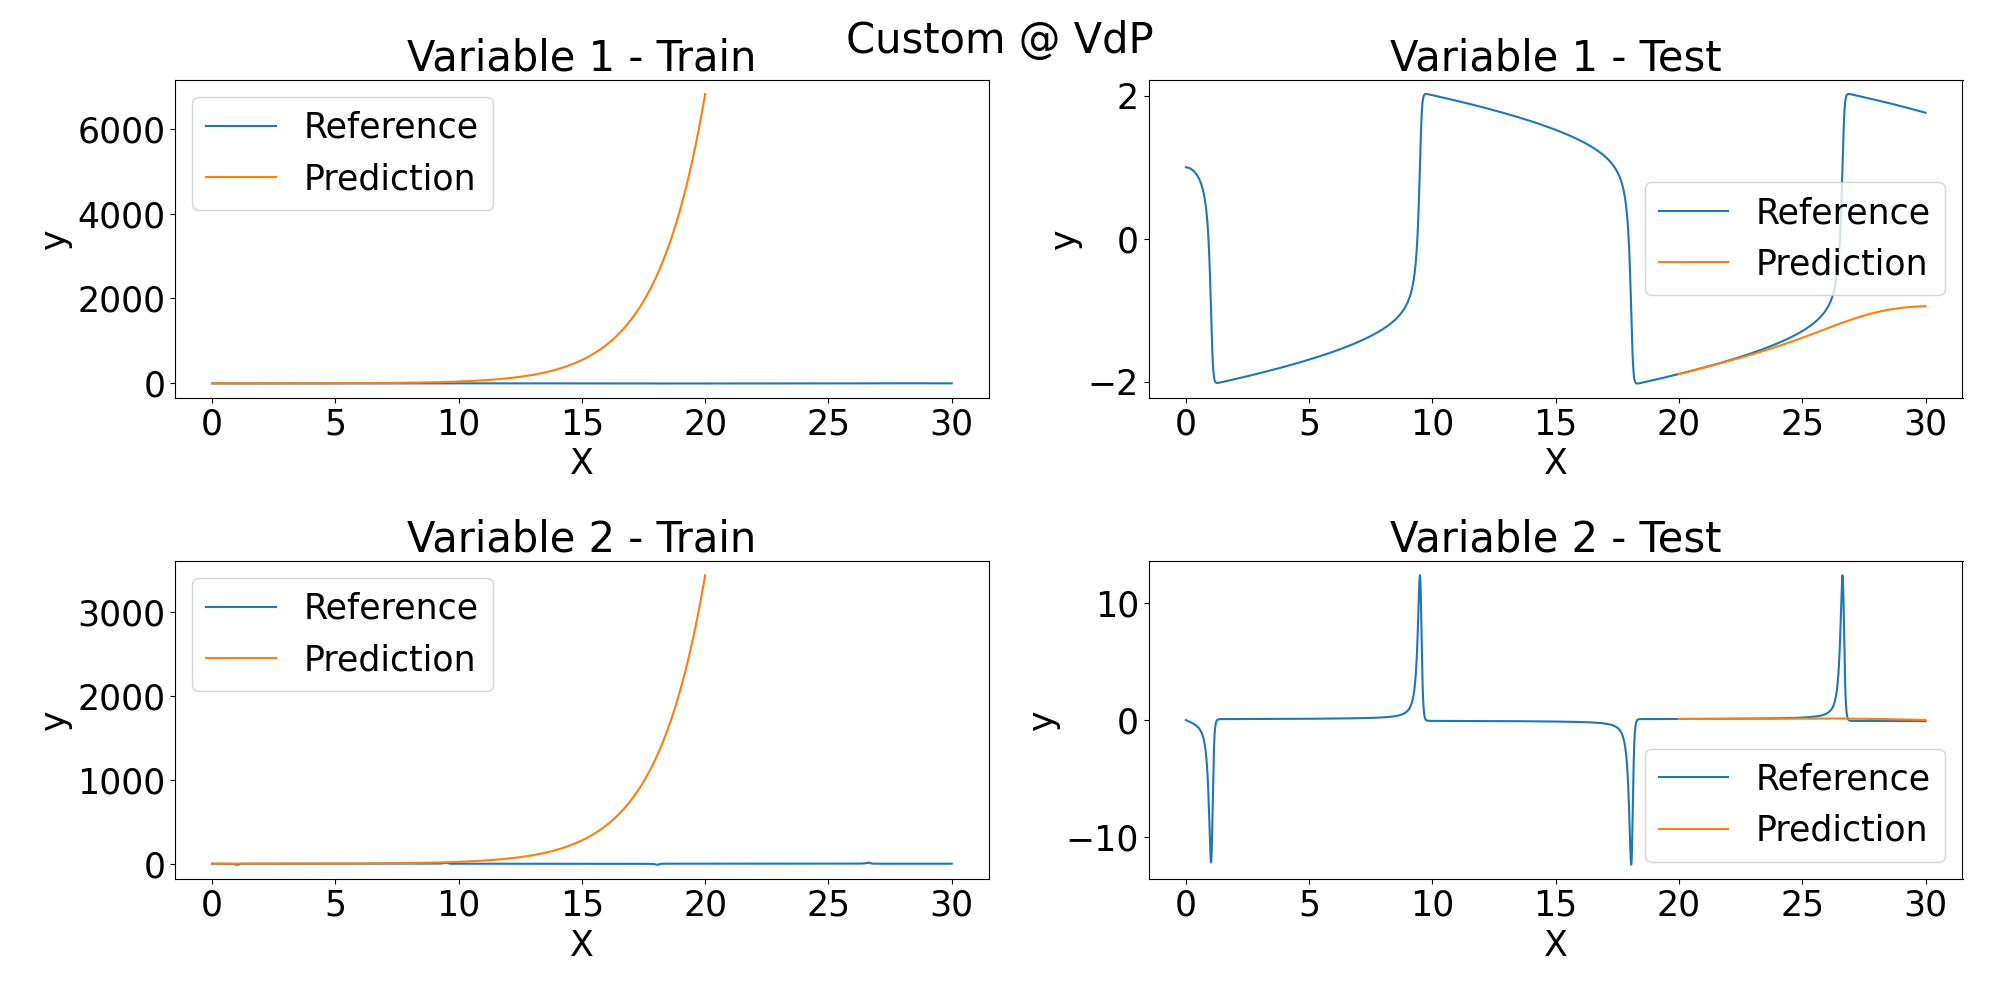 Custom @ VdP
Variable 1 - Train
y
6000
4000
2000
0
Reference
Prediction
0 5 10 15 20 25 30
X
Variable 1 - Test
y
2
0
−2
Reference
Prediction
0 5 10 15 20 25 30
X
Variable 2 - Train
y
3000
2000
1000
0
Reference
Prediction
0 5 10 15 20 25 30
X
Variable 2 - Test
y
10
0
−10
Reference
Prediction
0 5 10 15 20 25 30
X